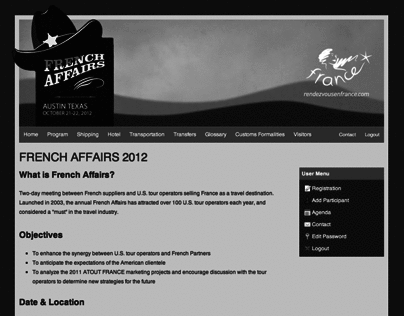 FRENCH
AFFAIRS
AUSTIN TEXAS
OCTOBER 21-23, 2012
france
rendezvousenfrance.com
Home Program Shipping Hotel Transportation Transfers Glossary Customs Formalities Visitors Contact Logout
FRENCH AFFAIRS 2012
What is French Affairs?
Two-day meeting between French suppliers and U.S. tour operators selling France as a travel destination.
Launched in 2003, the annual French Affairs has attracted over 100 U.S. tour operators each year, and
considered a "must" in the travel industry.
Objectives
To enhance the synergy between U.S. tour operators and French Partners
To anticipate the expectations of the American clientele
To analyze the 2011 ATOUT FRANCE marketing projects and encourage discussion with the tour
operators to determine new strategies for the future
Date & Location
User Menu
Registration
Add Participant
Agenda
Contact
Edit Password
Logout